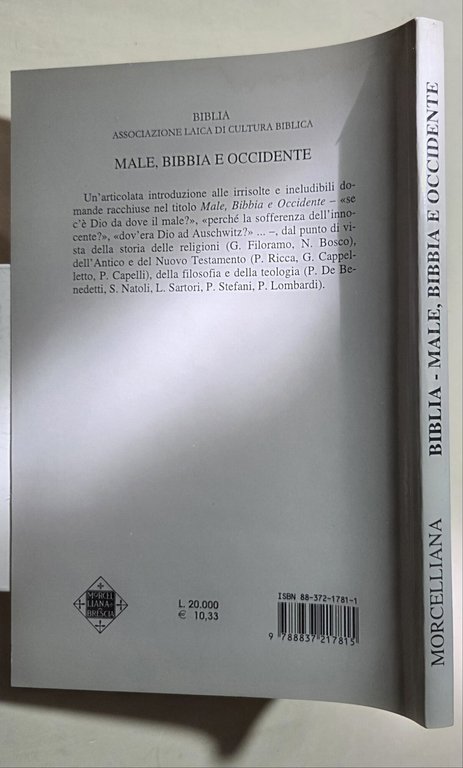 BIBLIA
ASSOCIAZIONE LAICA DI CULTURA BIBLICA
MALE, BIBBIA E OCCIDENTE
Un'articolata introduzione alle irrisolte e ineludibili do-
mande racchiuse nel titolo Male, Bibbia e Occidente – «se
c'è Dio da dove il male?», «perché la sofferenza dell'inno-
cente?», «dov'era Dio ad Auschwitz?» ... –, dal punto di vi-
sta della storia delle religioni (G. Filoramo, N. Bosco),
dell'Antico e del Nuovo Testamento (P. Ricca, G. Cappel-
letto, P. Capelli), della filosofia e della teologia (P. De Be-
nedetti, S. Natoli, L. Sartori, P. Stefani, P. Lombardi).
MORCEL
LIANA
BRESCIA
L. 20.000
€ 10,33
ISBN 88-372-1781-1
9 788837 217815
MORCELLIANA BIBLIA - MALE, BIBBIA E OCCIDENTE